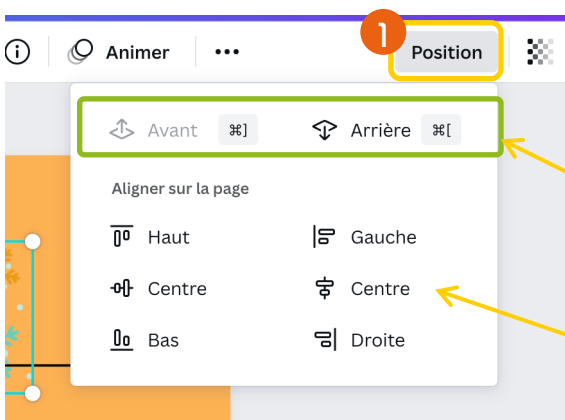 Animer ••• 1 Position
Avant ⌘] Arrière ⌘[
Aligner sur la page
Haut Gauche
Centre Centre
Bas Droite